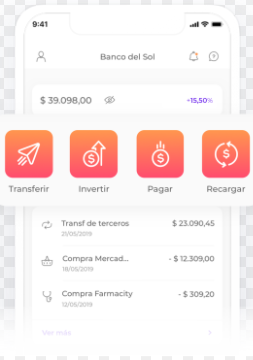 9:41
Banco del Sol
$ 39.098,00 -15,50%
Transferir Invertir Pagar Recargar
Transf de terceros $ 23.090,45
21/05/2019
Compra Mercad... - $ 12.309,00
18/05/2019
Compra Farmacity - $ 309,20
12/05/2019
Ver más